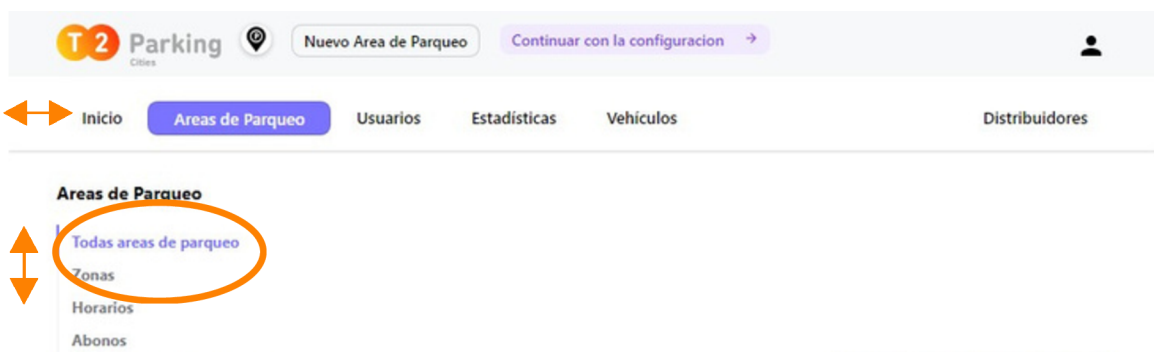 T2 Parking
Cities
Nuevo Area de Parqueo
Continuar con la configuracion
Inicio
Areas de Parqueo
Usuarios
Estadísticas
Vehículos
Distribuidores
Areas de Parqueo
Todas areas de parqueo
Zonas
Horarios
Abonos